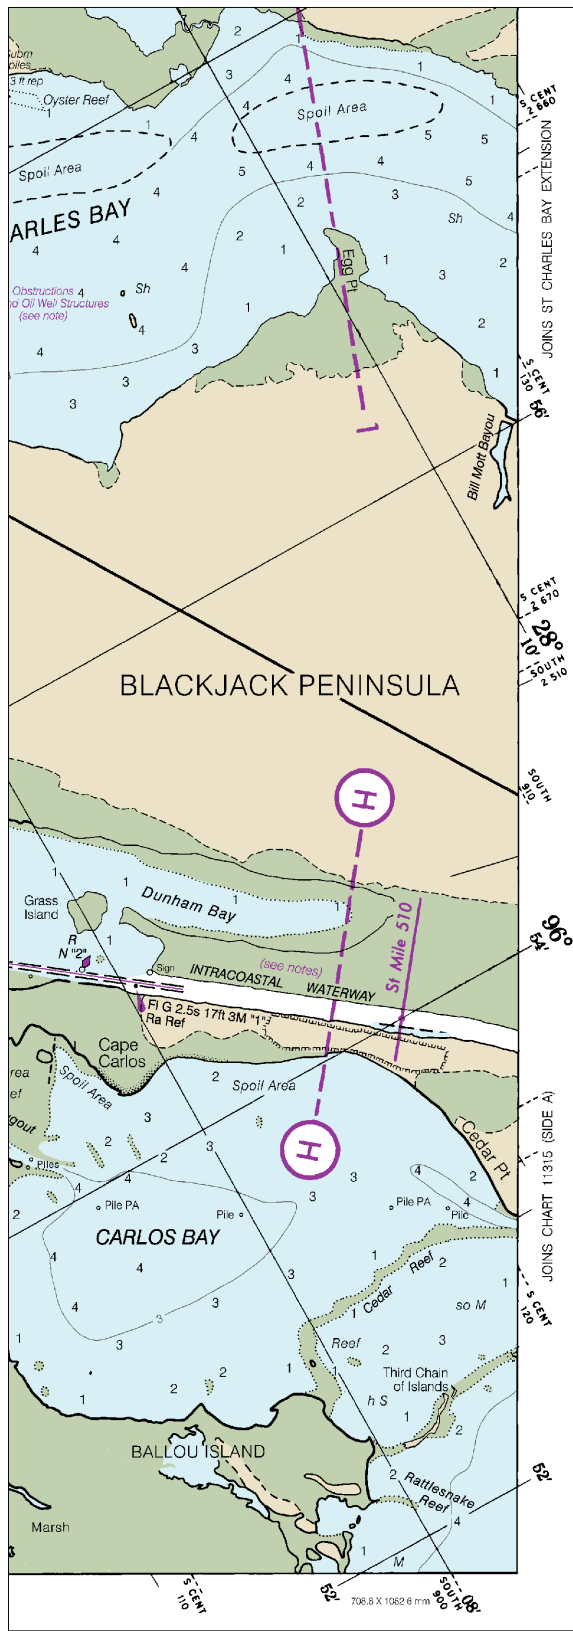 Subm
piles
3 ft rep
Oyster Reef
Spoil Area
Spoil Area
S CENT
2 660
JOINS ST CHARLES BAY EXTENSION
ARLES BAY
Sh
Egg Pt
Obstructions
nd Oil Well Structures
(see note)
Sh
S CENT
130
56'
Bill Mott Bayou
S CENT
2 670
28°
10'
SOUTH
2 510
BLACKJACK PENINSULA
SOUTH
910
H
Dunham Bay
Grass
Island
R
N "2"
Sign
(see notes)
INTRACOASTAL WATERWAY
St Mile 510
96°
54'
Fl G 2.5s 17ft 3M "1"
Ra Ref
Cape
Carlos
Spoil Area
Spoil Area
rea
ef
gout
Piles
H
Cedar Pt
JOINS CHART 11315 (SIDE A)
Pile PA
Pile
Pile PA
Pile
CARLOS BAY
Cedar Reef
so M
S CENT
120
Reef
Third Chain
of Islands
h S
BALLOU ISLAND
Rattlesnake
Reef
52'
Marsh
M
S CENT
110
52'
708.8 X 1082.6 mm
SOUTH
900
08'